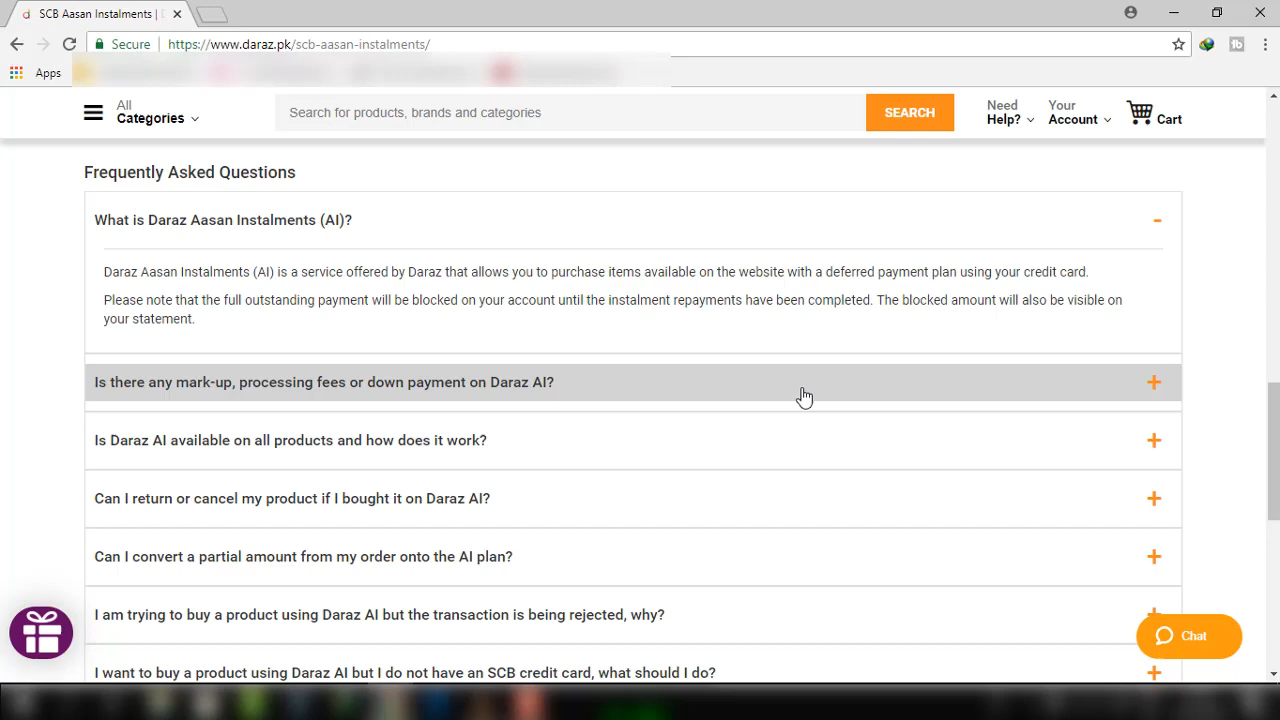 SCB Aasan Instalments |
Secure https://www.daraz.pk/scb-aasan-instalments/
Apps
All
Categories
Search for products, brands and categories
SEARCH
Need
Help?
Your
Account
Cart
Frequently Asked Questions
What is Daraz Aasan Instalments (AI)?
Daraz Aasan Instalments (AI) is a service offered by Daraz that allows you to purchase items available on the website with a deferred payment plan using your credit card.
Please note that the full outstanding payment will be blocked on your account until the instalment repayments have been completed. The blocked amount will also be visible on
your statement.
Is there any mark-up, processing fees or down payment on Daraz AI?
Is Daraz AI available on all products and how does it work?
Can I return or cancel my product if I bought it on Daraz AI?
Can I convert a partial amount from my order onto the AI plan?
I am trying to buy a product using Daraz AI but the transaction is being rejected, why?
Chat
I want to buy a product using Daraz AI but I do not have an SCB credit card, what should I do?